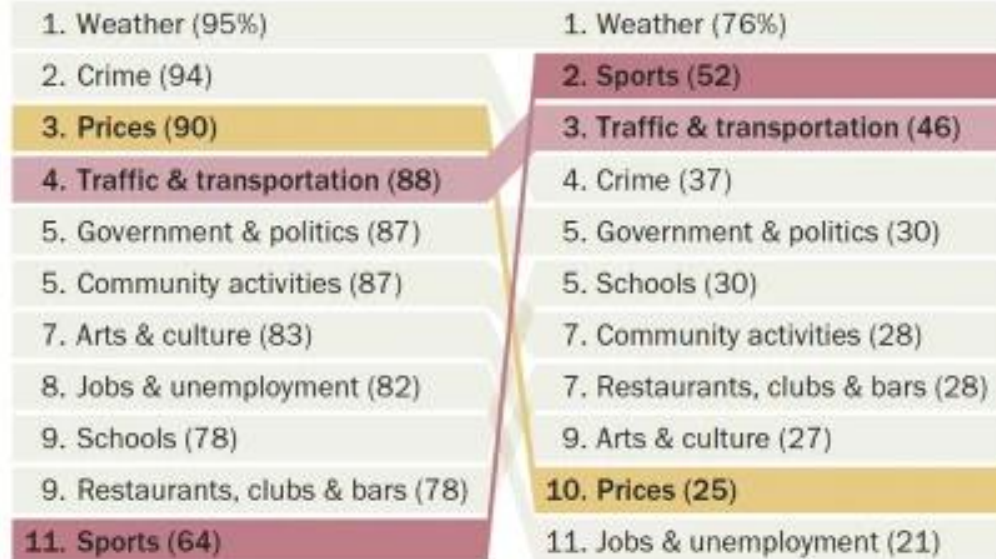 1. Weather (95%)
2. Crime (94)
3. Prices (90)
4. Traffic & transportation (88)
5. Government & politics (87)
5. Community activities (87)
7. Arts & culture (83)
8. Jobs & unemployment (82)
9. Schools (78)
9. Restaurants, clubs & bars (78)
11. Sports (64)
1. Weather (76%)
2. Sports (52)
3. Traffic & transportation (46)
4. Crime (37)
5. Government & politics (30)
5. Schools (30)
7. Community activities (28)
7. Restaurants, clubs & bars (28)
9. Arts & culture (27)
10. Prices (25)
11. Jobs & unemployment (21)